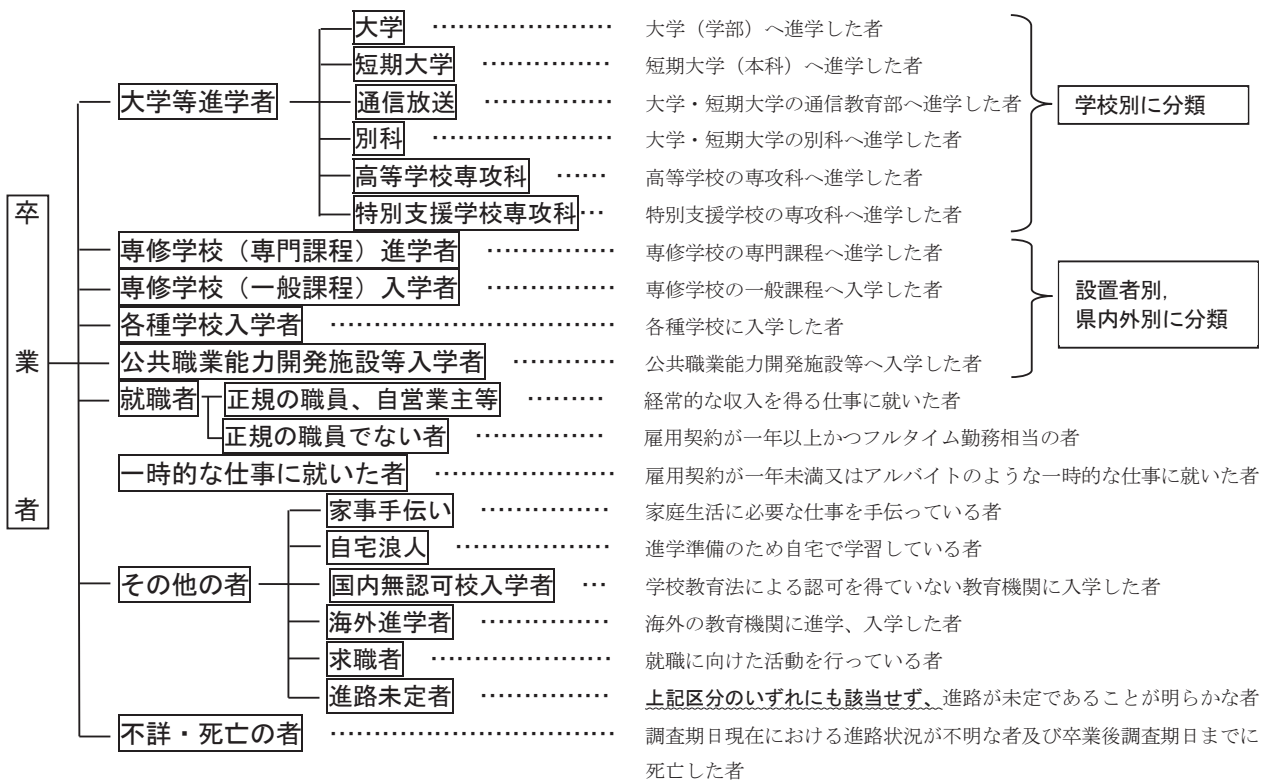 卒業者
大学等進学者
大学 ………………… 大学（学部）へ進学した者
短期大学 …………… 短期大学（本科）へ進学した者
通信放送 …………… 大学・短期大学の通信教育部へ進学した者
別科 ………………… 大学・短期大学の別科へ進学した者
高等学校専攻科 …… 高等学校の専攻科へ進学した者
特別支援学校専攻科… 特別支援学校の専攻科へ進学した者
学校別に分類
専修学校（専門課程）進学者 ………… 専修学校の専門課程へ進学した者
専修学校（一般課程）入学者 ………… 専修学校の一般課程へ入学した者
各種学校入学者 ………………………… 各種学校に入学した者
公共職業能力開発施設等入学者 ……… 公共職業能力開発施設等へ入学した者
設置者別，
県内外別に分類
就職者
正規の職員、自営業主等 ……… 経常的な収入を得る仕事に就いた者
正規の職員でない者 ………… 雇用契約が一年以上かつフルタイム勤務相当の者
一時的な仕事に就いた者 ……………… 雇用契約が一年未満又はアルバイトのような一時的な仕事に就いた者
その他の者
家事手伝い …………… 家庭生活に必要な仕事を手伝っている者
自宅浪人 ……………… 進学準備のため自宅で学習している者
国内無認可校入学者 … 学校教育法による認可を得ていない教育機関に入学した者
海外進学者 …………… 海外の教育機関に進学、入学した者
求職者 ………………… 就職に向けた活動を行っている者
進路未定者 …………… 上記区分のいずれにも該当せず、進路が未定であることが明らかな者
不詳・死亡の者 ………………………… 調査期日現在における進路状況が不明な者及び卒業後調査期日までに
死亡した者